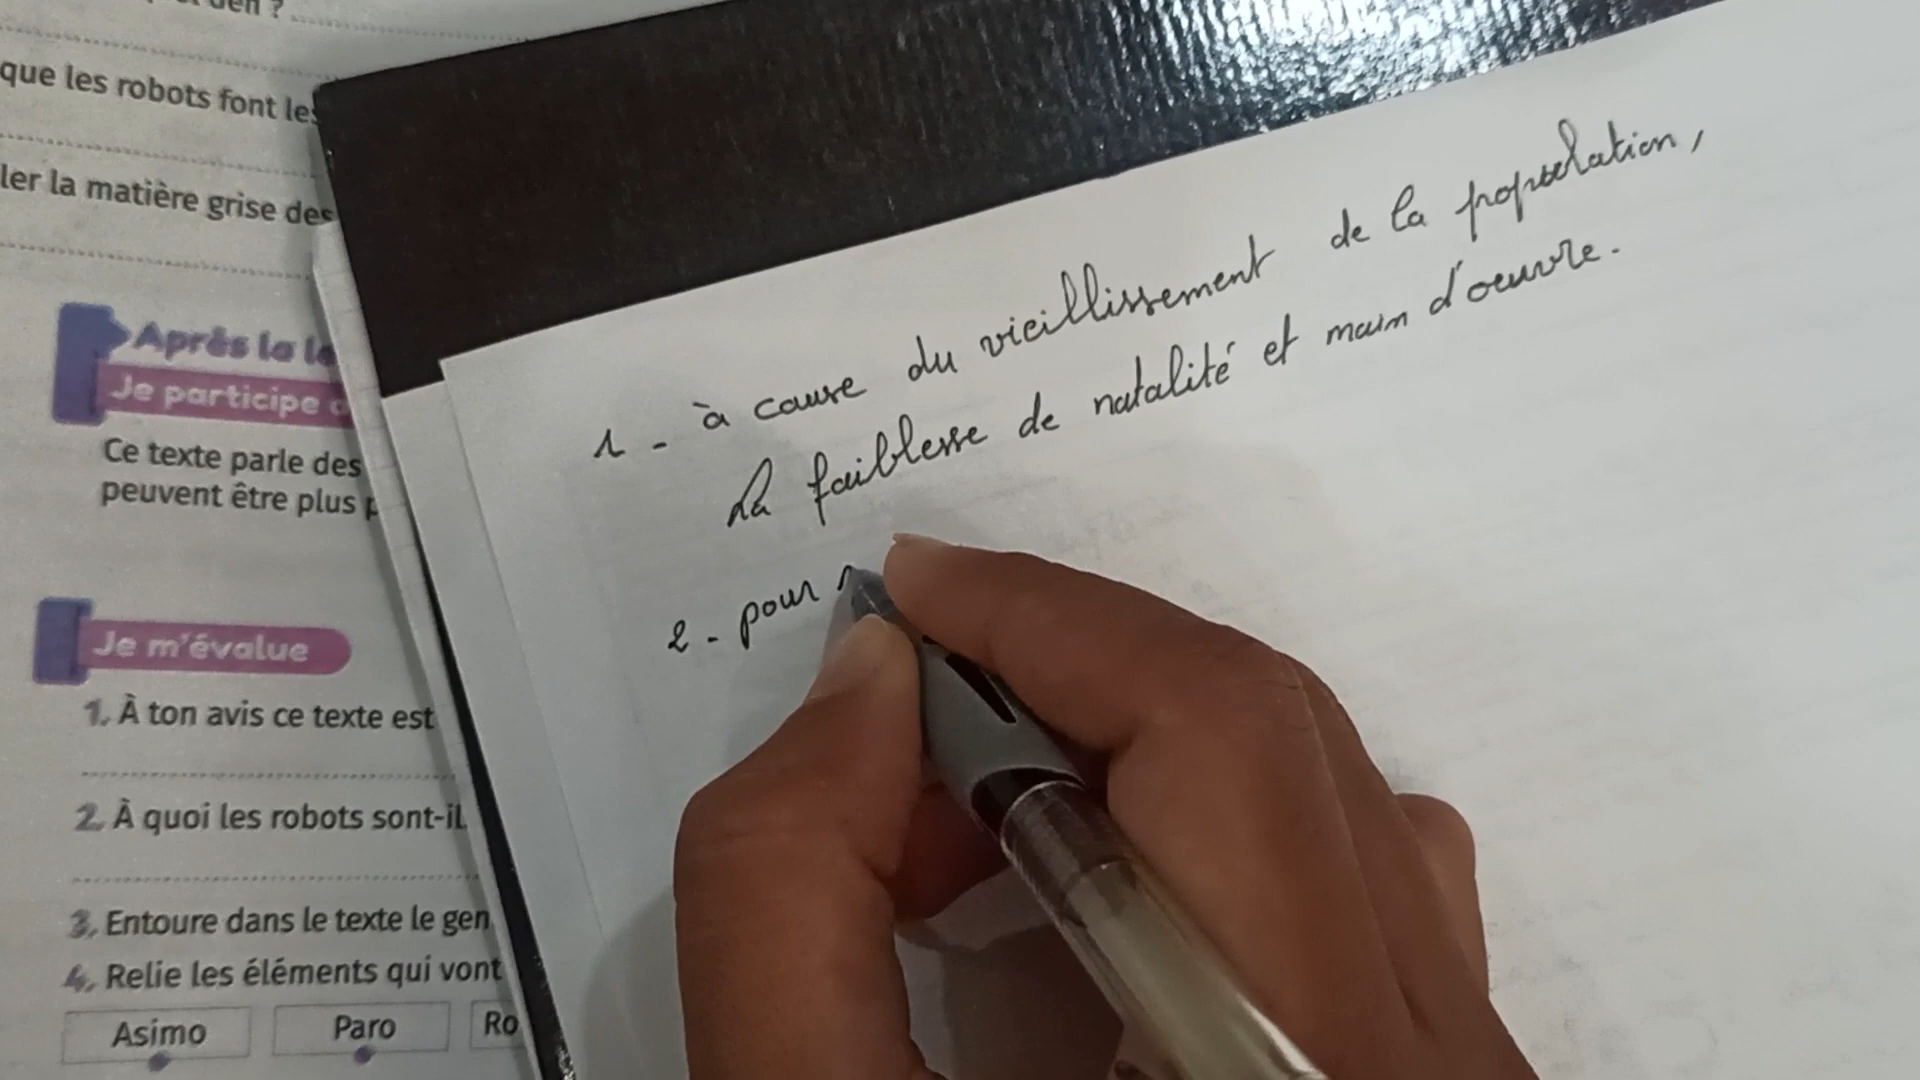 que les robots font les
ler la matière grise des
Après la le
Je participe
Ce texte parle des
peuvent être plus p
Je m'évalue
1. À ton avis ce texte est
2. À quoi les robots sont-il
3. Entoure dans le texte le gen
4. Relie les éléments qui vont
Asimo Paro Ro
1 - à cause du vieillissement de la population,
La faiblesse de natalité et main d'oeuvre.
2 - pour